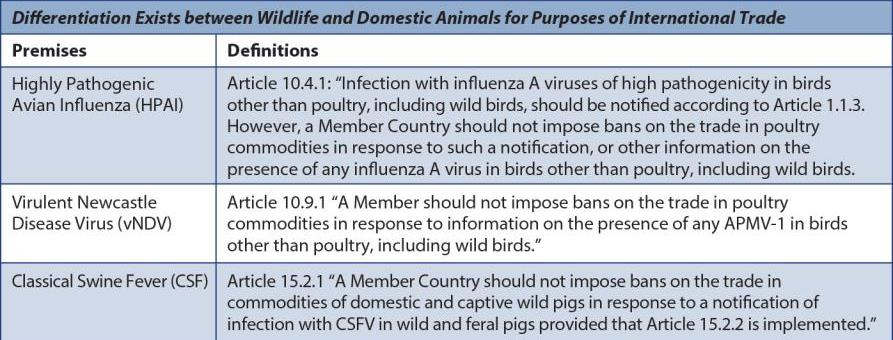 Differentiation Exists between Wildlife and Domestic Animals for Purposes of International Trade
Premises
Definitions
Highly Pathogenic
Avian Influenza (HPAI)
Article 10.4.1: “Infection with influenza A viruses of high pathogenicity in birds
other than poultry, including wild birds, should be notified according to Article 1.1.3.
However, a Member Country should not impose bans on the trade in poultry
commodities in response to such a notification, or other information on the
presence of any influenza A virus in birds other than poultry, including wild birds.
Virulent Newcastle
Disease Virus (vNDV)
Article 10.9.1 “A Member should not impose bans on the trade in poultry
commodities in response to information on the presence of any APMV-1 in birds
other than poultry, including wild birds.”
Classical Swine Fever (CSF)
Article 15.2.1 “A Member Country should not impose bans on the trade in
commodities of domestic and captive wild pigs in response to a notification of
infection with CSFV in wild and feral pigs provided that Article 15.2.2 is implemented.”